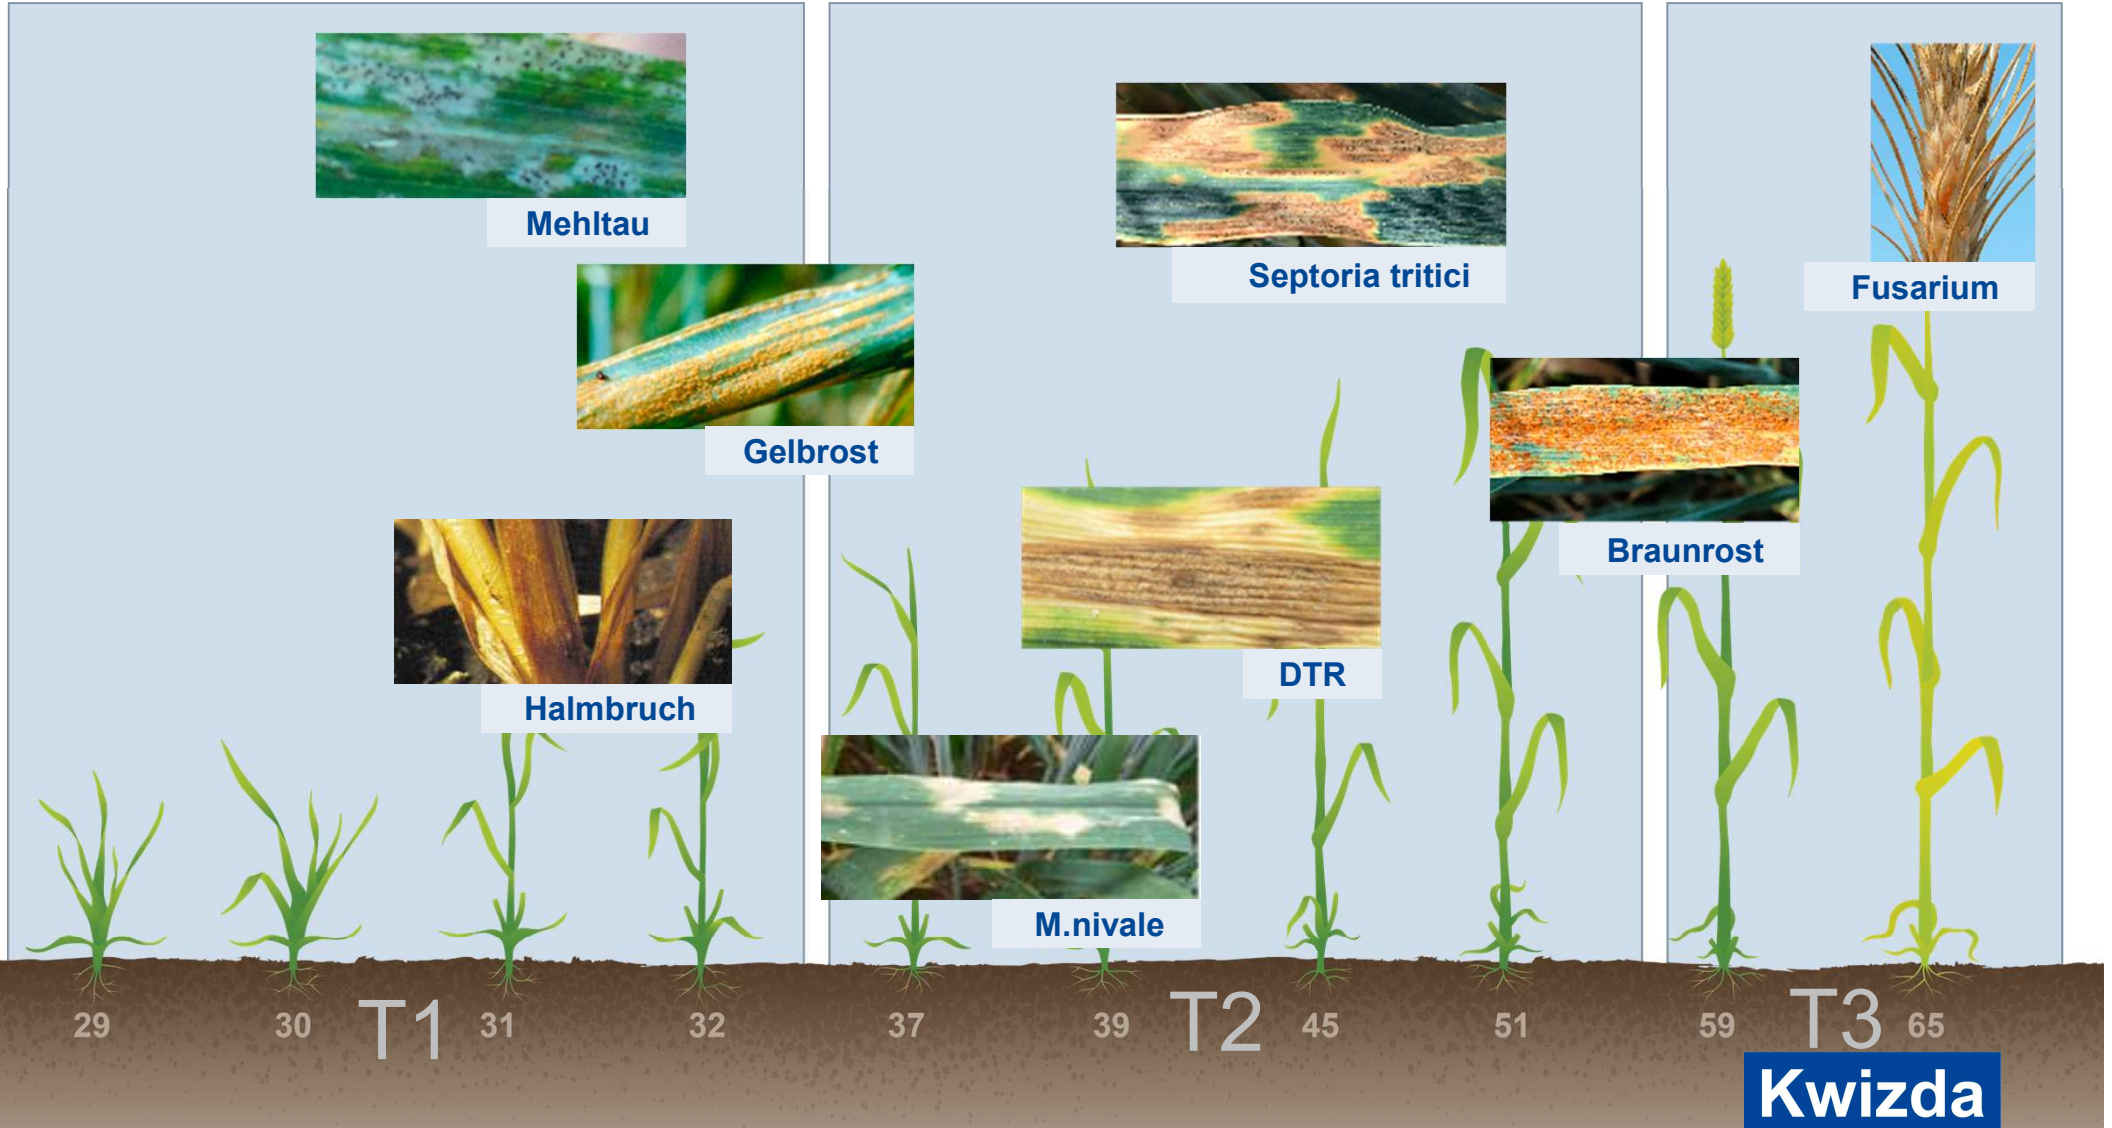 Mehltau
Septoria tritici
Fusarium
Gelbrost
Braunrost
Halmbruch
DTR
M.nivale
29 30 T1 31 32 37 39 T2 45 51 59 T3 65
Kwizda